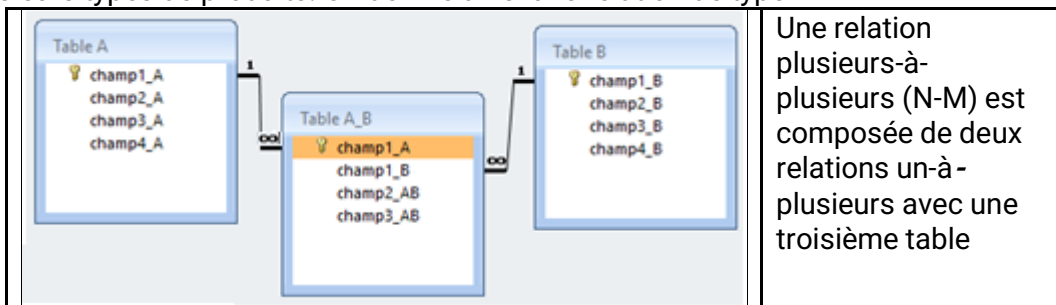 Table A
champ1_A
champ2_A
champ3_A
champ4_A
1
∞
Table A_B
champ1_A
champ1_B
champ2_AB
champ3_AB
1
∞
Table B
champ1_B
champ2_B
champ3_B
champ4_B
Une relation
plusieurs-à-
plusieurs (N-M) est
composée de deux
relations un-à-
plusieurs avec une
troisième table